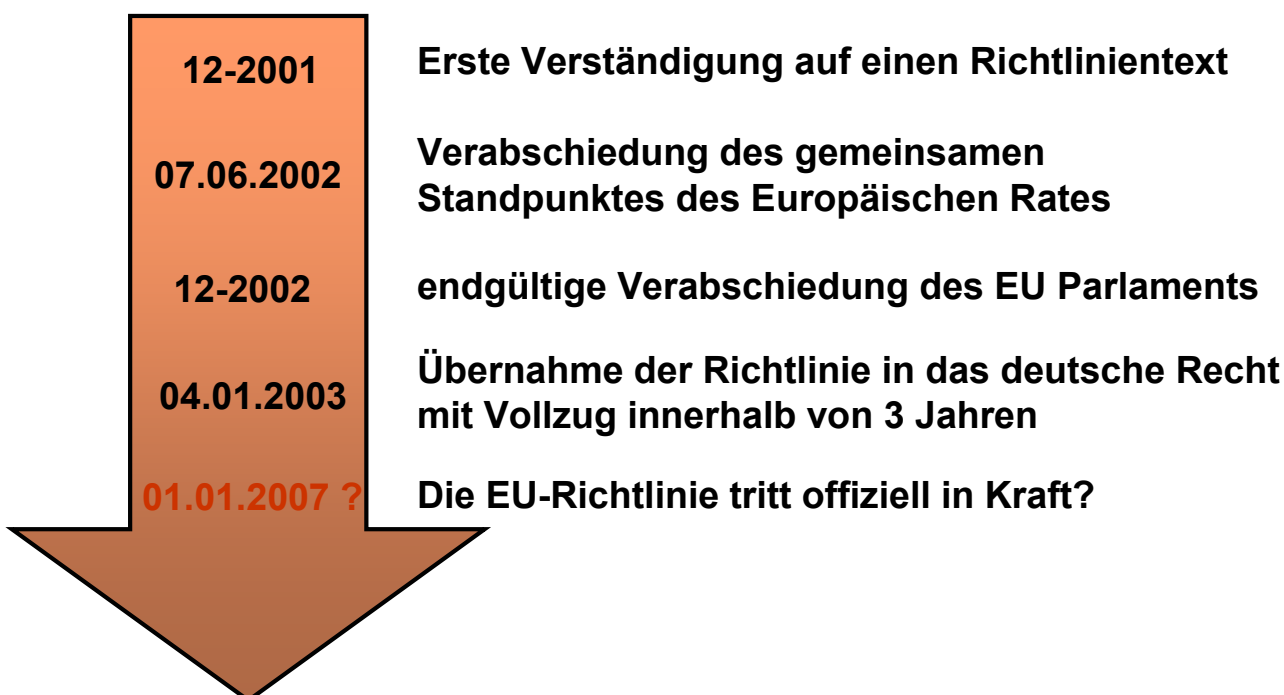 12-2001
Erste Verständigung auf einen Richtlinientext
07.06.2002
Verabschiedung des gemeinsamen
Standpunktes des Europäischen Rates
12-2002
endgültige Verabschiedung des EU Parlaments
04.01.2003
Übernahme der Richtlinie in das deutsche Recht
mit Vollzug innerhalb von 3 Jahren
01.01.2007 ?
Die EU-Richtlinie tritt offiziell in Kraft?